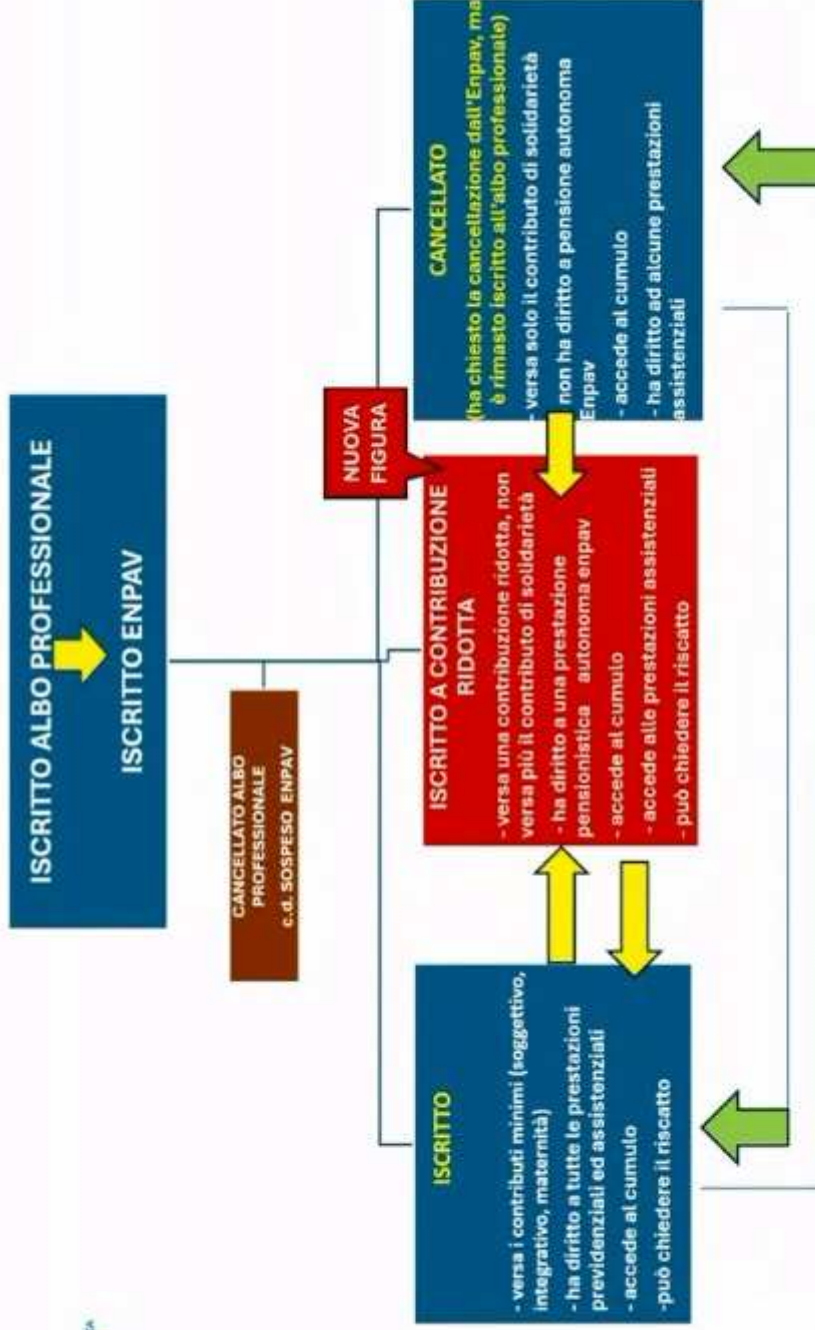 ISCRITTO ALBO PROFESSIONALE
ISCRITTO ENPAV
CANCELLATO ALBO
PROFESSIONALE
c.d. SOSPESO ENPAV
NUOVA
FIGURA
ISCRITTO
- versa i contributi minimi (soggettivo,
integrativo, maternità)
- ha diritto a tutte le prestazioni
previdenziali ed assistenziali
- accede al cumulo
-può chiedere il riscatto
ISCRITTO A CONTRIBUZIONE
RIDOTTA
- versa una contribuzione ridotta, non
versa più il contributo di solidarietà
- ha diritto a una prestazione
pensionistica autonoma enpav
- accede al cumulo
- accede alle prestazioni assistenziali
- può chiedere il riscatto
CANCELLATO
(ha chiesto la cancellazione dall'Enpav, ma
è rimasto iscritto all'albo professionale)
- versa solo il contributo di solidarietà
non ha diritto a pensione autonoma
Enpav
- accede al cumulo
- ha diritto ad alcune prestazioni
assistenziali